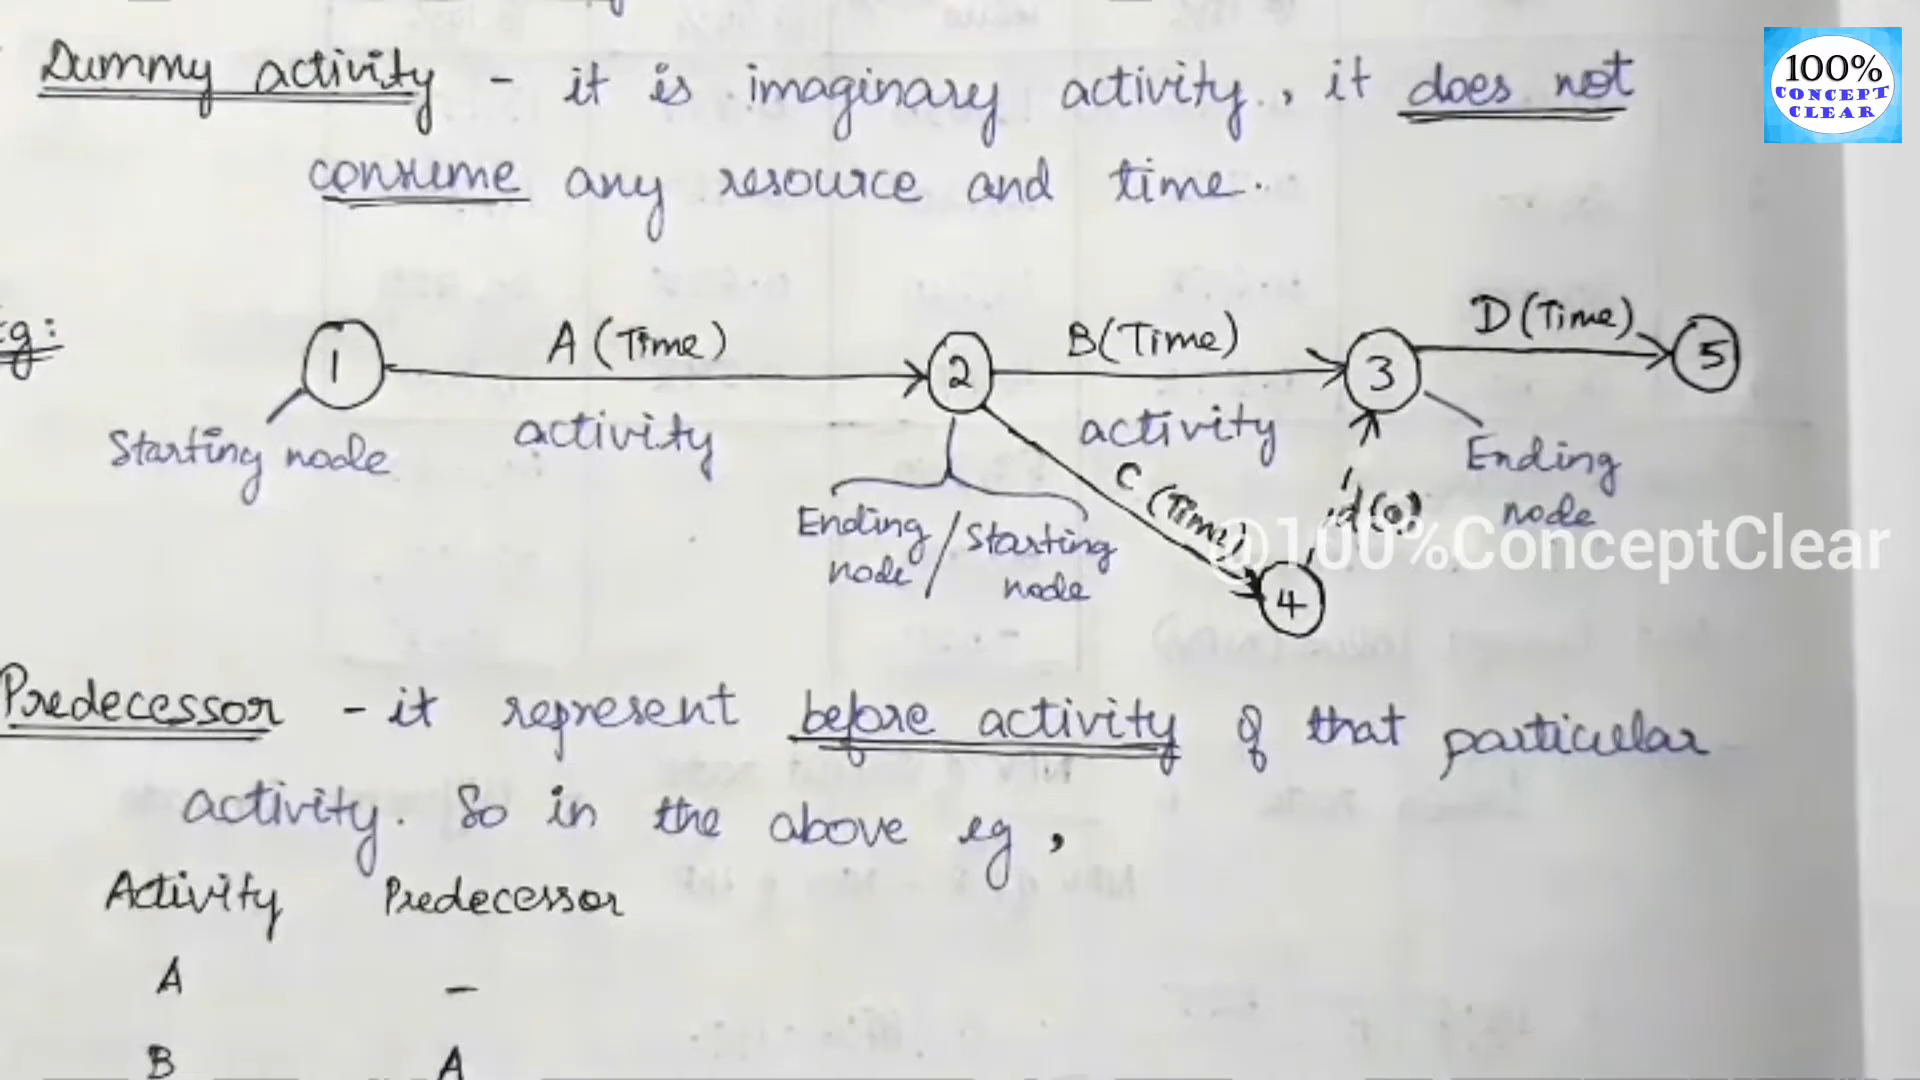 Dummy activity - it is imaginary activity, it does not
consume any resource and time.
100%
CONCEPT
CLEAR
Eg:
1
A (Time)
2
B(Time)
3
D(Time)
5
Starting node
activity
activity
Ending
node
Ending
node
/
Starting
node
C (Time)
d(0)
4
@100%ConceptClear
Predecessor - it represent before activity of that particular
activity. So in the above eg,
Activity Predecessor
A -
B A